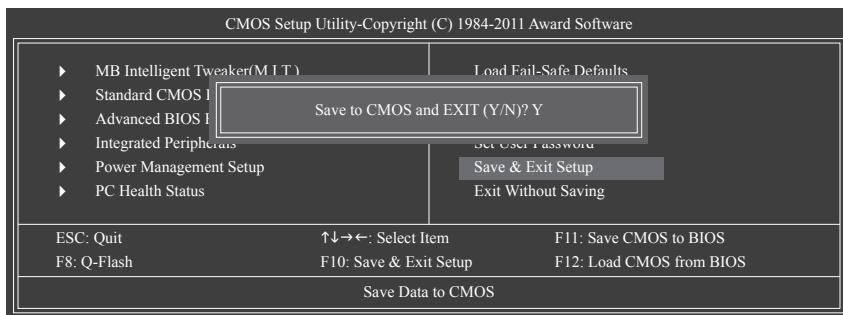 CMOS Setup Utility-Copyright (C) 1984-2011 Award Software
MB Intelligent Tweaker(M.I.T.)
Standard CMOS
Advanced BIOS
Integrated Peripherals
Power Management Setup
PC Health Status
Load Fail-Safe Defaults
Set User Password
Save & Exit Setup
Exit Without Saving
Save to CMOS and EXIT (Y/N)? Y
ESC: Quit ↑↓→←: Select Item F11: Save CMOS to BIOS
F8: Q-Flash F10: Save & Exit Setup F12: Load CMOS from BIOS
Save Data to CMOS